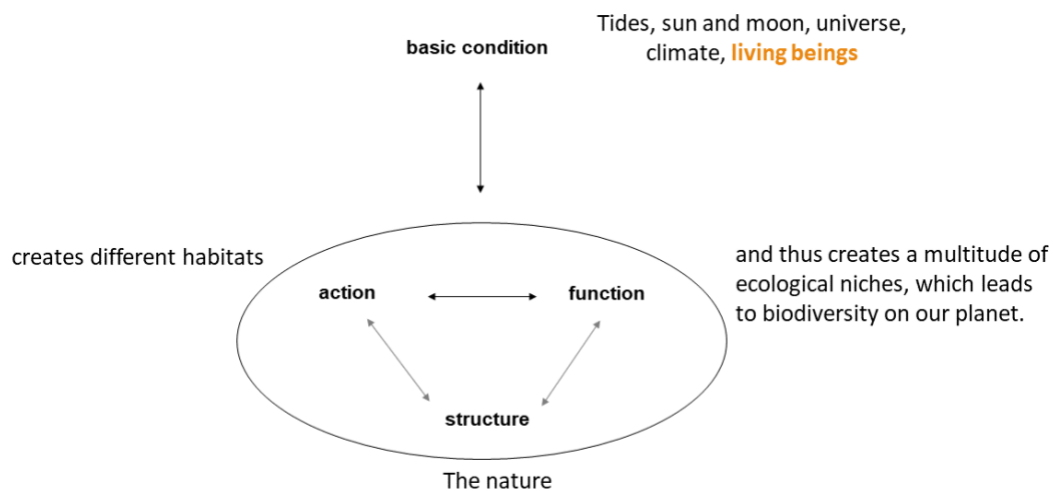 basic condition
Tides, sun and moon, universe,
climate, living beings
creates different habitats
and thus creates a multitude of
ecological niches, which leads
to biodiversity on our planet.
action
function
structure
The nature